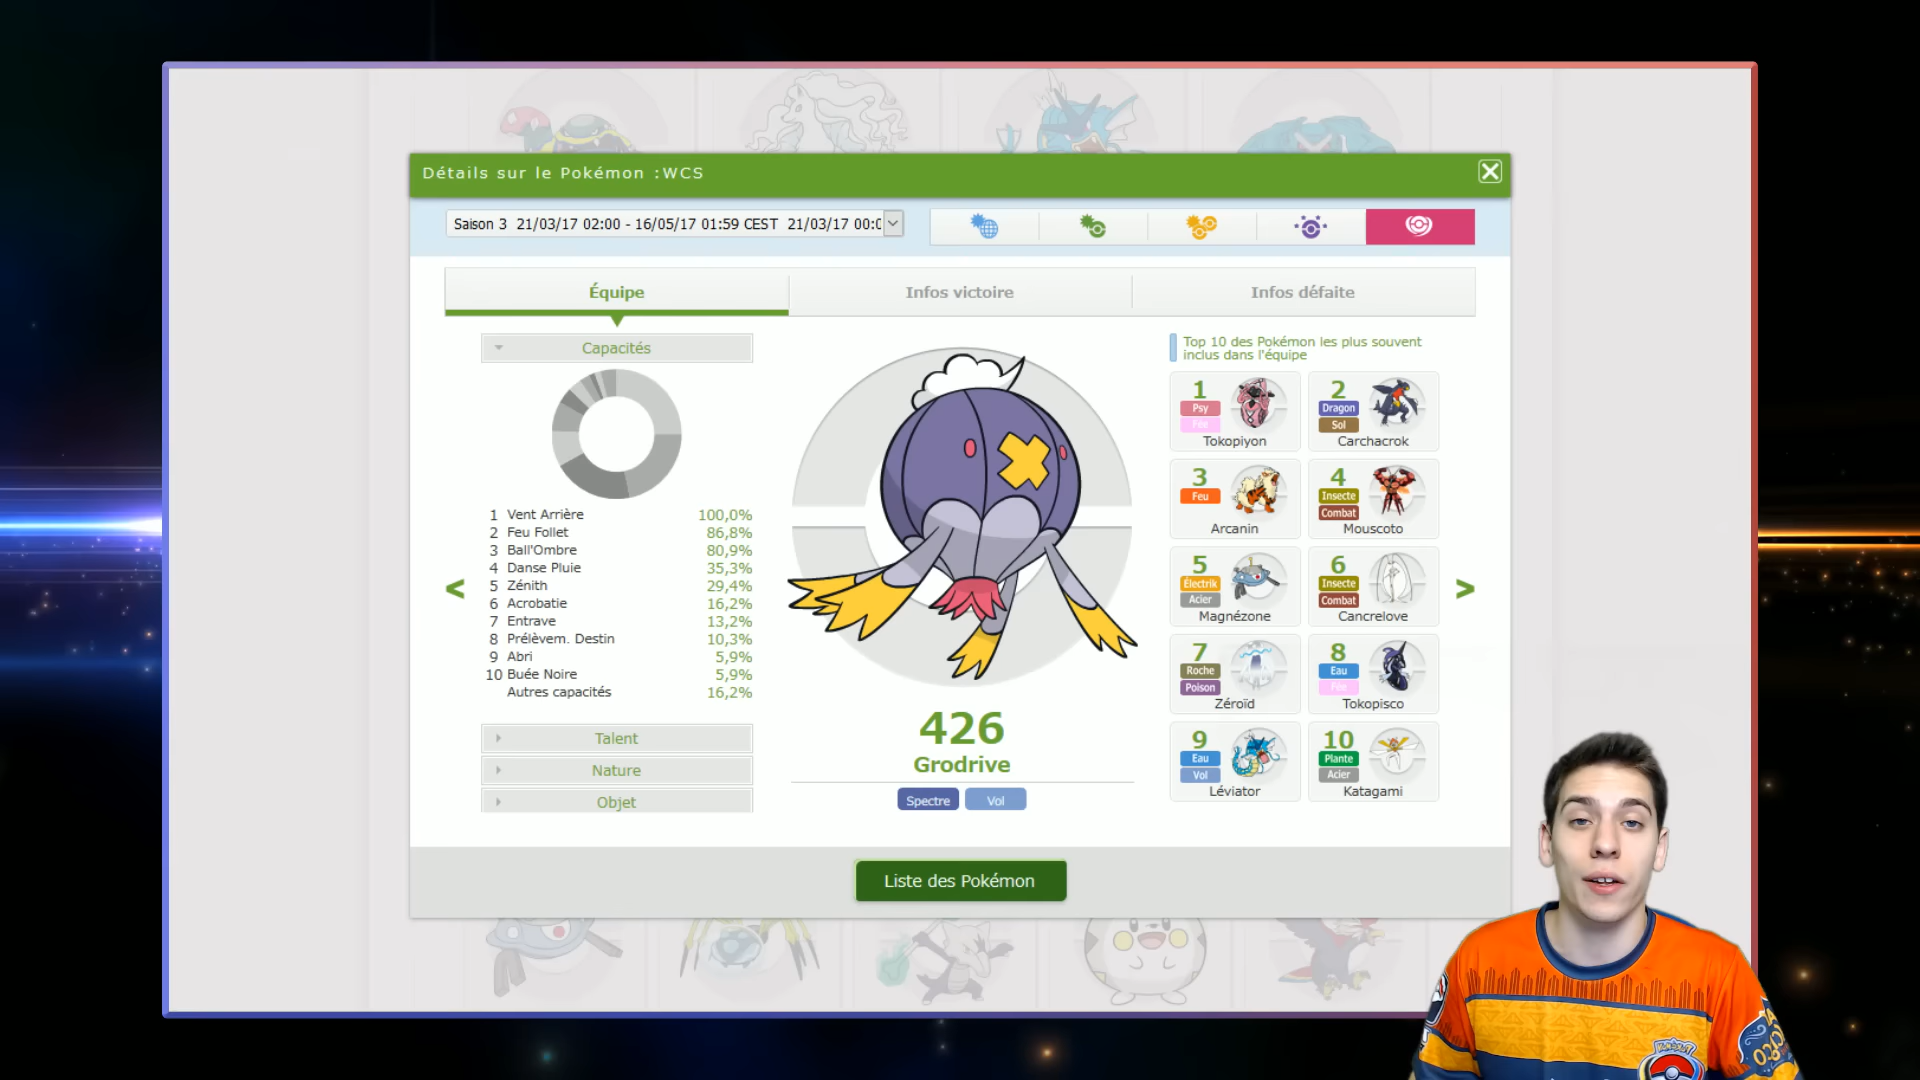 Détails sur le Pokémon :WCS
Saison 3 21/03/17 02:00 - 16/05/17 01:59 CEST 21/03/17 00:
Équipe
Infos victoire
Infos défaite
Capacités
1 Vent Arrière 100,0%
2 Feu Follet 86,8%
3 Ball'Ombre 80,9%
4 Danse Pluie 35,3%
5 Zénith 29,4%
6 Acrobatie 16,2%
7 Entrave 13,2%
8 Prélèvem. Destin 10,3%
9 Abri 5,9%
10 Buée Noire 5,9%
Autres capacités 16,2%
Talent
Nature
Objet
<
426
Grodrive
Spectre
Vol
Top 10 des Pokémon les plus souvent
inclus dans l'équipe
1
Psy
Fée
Tokopiyon
2
Dragon
Sol
Carchacrok
3
Feu
Arcanin
4
Insecte
Combat
Mouscoto
5
Électrik
Acier
Magnézone
6
Insecte
Combat
Cancrelove
7
Roche
Poison
Zéroïd
8
Eau
Fée
Tokopisco
9
Eau
Vol
Léviator
10
Plante
Acier
Katagami
>
Liste des Pokémon